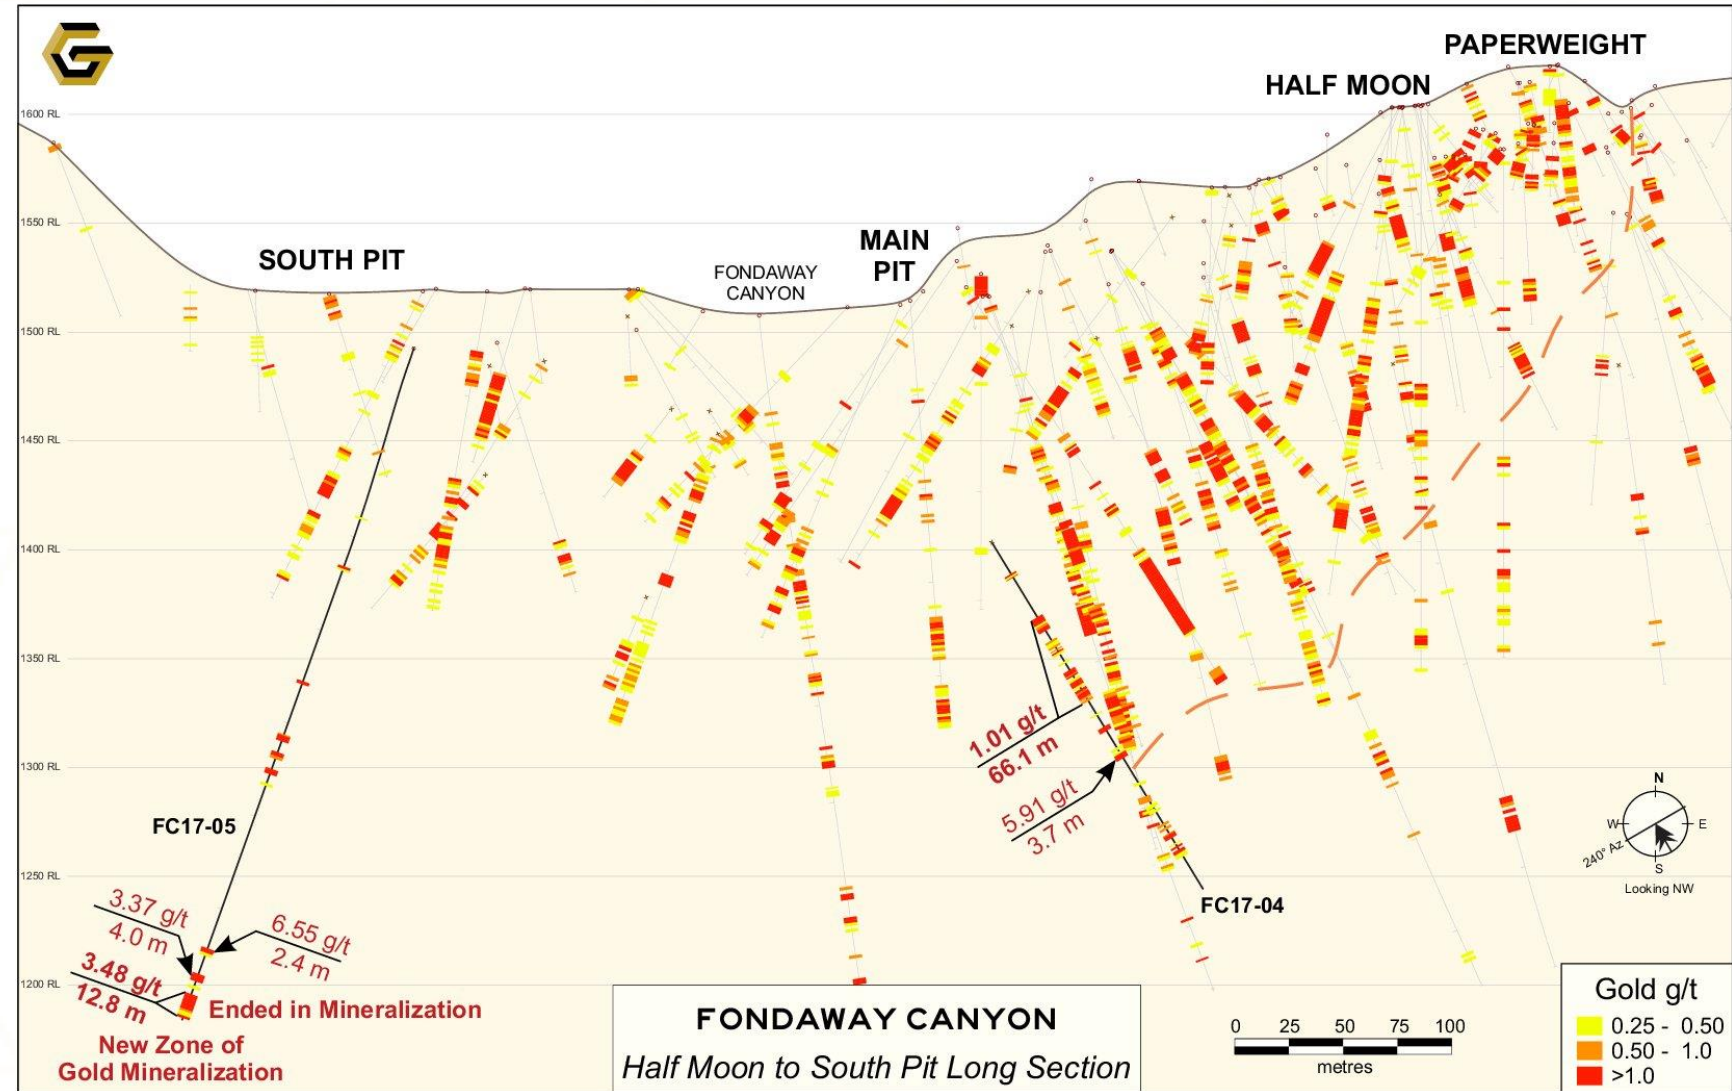 PAPERWEIGHT
HALF MOON
1600 RL
1550 RL
SOUTH PIT
MAIN
PIT
FONDAWAY
CANYON
1500 RL
1450 RL
1400 RL
1350 RL
1.01 g/t
66.1 m
1300 RL
5.91 g/t
3.7 m
FC17-05
N
W
E
S
240° Az
Looking NW
1250 RL
FC17-04
3.37 g/t
4.0 m
6.55 g/t
2.4 m
3.48 g/t
12.8 m
1200 RL
Ended in Mineralization
New Zone of
Gold Mineralization
FONDAWAY CANYON
Half Moon to South Pit Long Section
0 25 50 75 100
metres
Gold g/t
0.25 - 0.50
0.50 - 1.0
>1.0